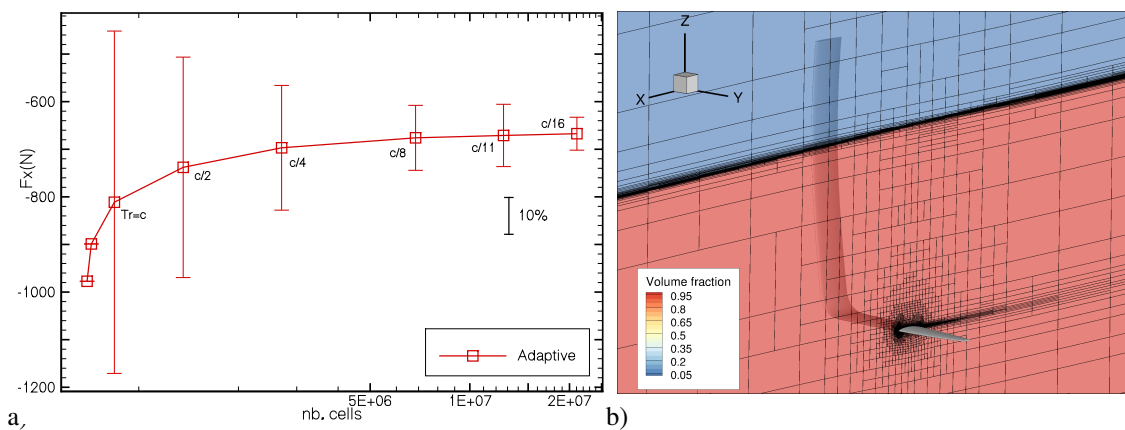 -600
-800
-1000
-1200
Fx(N)
Tr=c
c/2
c/4
c/8
c/11
c/16
10%
Adaptive
5E+06
1E+07
2E+07
nb. cells
a,
Z
X
Y
Volume fraction
0.95
0.8
0.65
0.5
0.35
0.2
0.05
b)